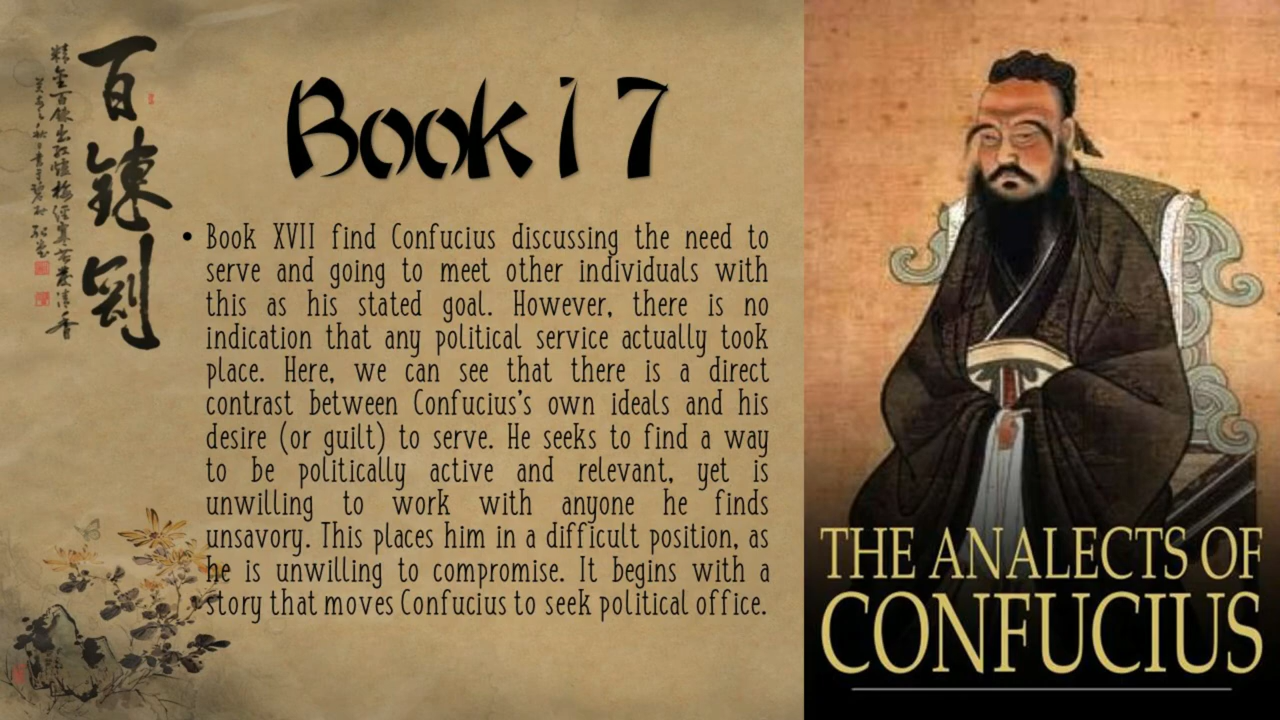 百鍊剣
Book 17
• Book XVII find Confucius discussing the need to
serve and going to meet other individuals with
this as his stated goal. However, there is no
indication that any political service actually took
place. Here, we can see that there is a direct
contrast between Confucius's own ideals and his
desire (or guilt) to serve. He seeks to find a way
to be politically active and relevant, yet is
unwilling to work with anyone he finds
unsavory. This places him in a difficult position, as
he is unwilling to compromise. It begins with a
story that moves Confucius to seek political office.
THE ANALECTS OF
CONFUCIUS